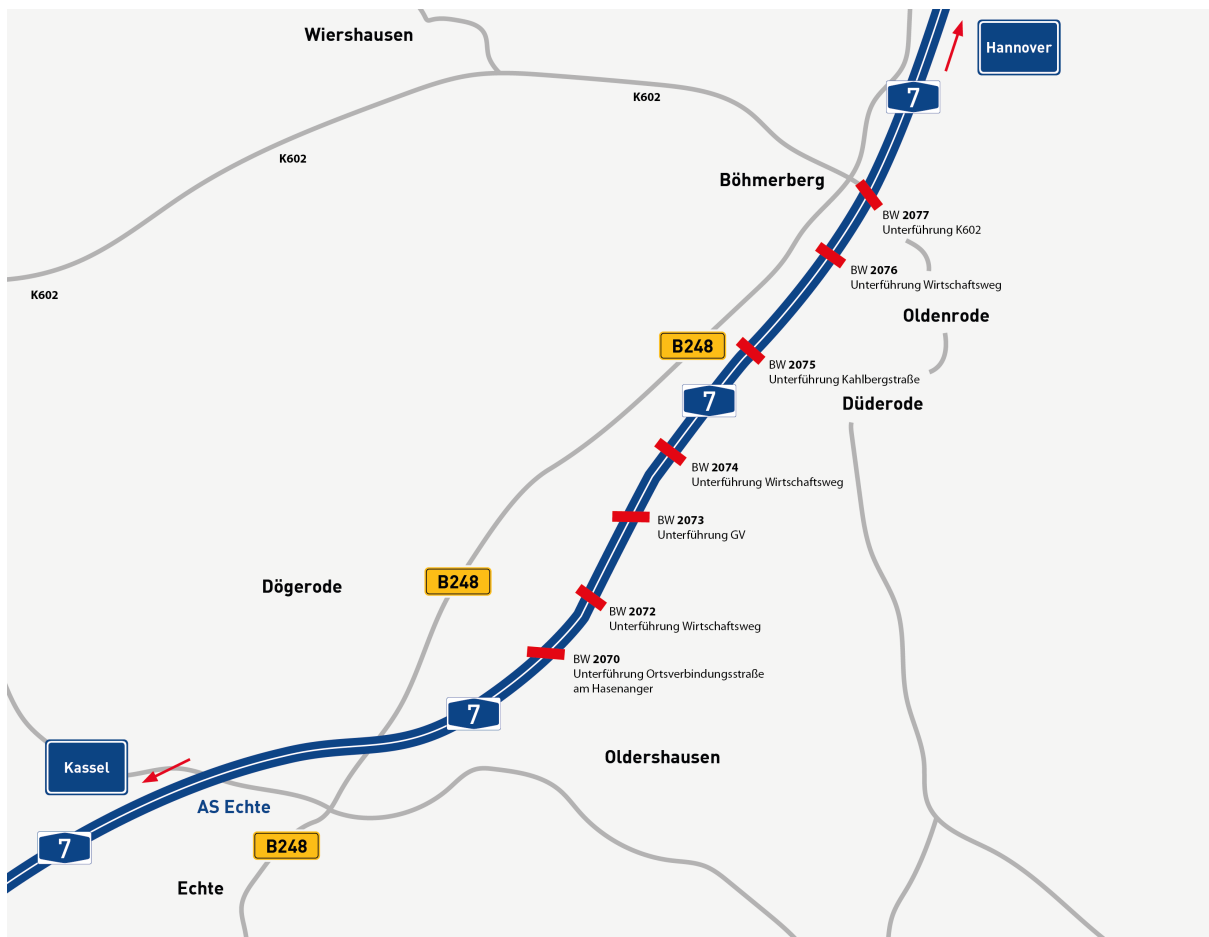 Wiershausen
Hannover
7
K602
K602
Böhmerberg
BW 2077
Unterführung K602
BW 2076
Unterführung Wirtschaftsweg
K602
Oldenrode
B248
BW 2075
Unterführung Kahlbergstraße
7
Düderode
BW 2074
Unterführung Wirtschaftsweg
BW 2073
Unterführung GV
B248
Dögerode
BW 2072
Unterführung Wirtschaftsweg
BW 2070
Unterführung Ortsverbindungsstraße
am Hasenanger
7
Oldershausen
Kassel
AS Echte
7
B248
Echte